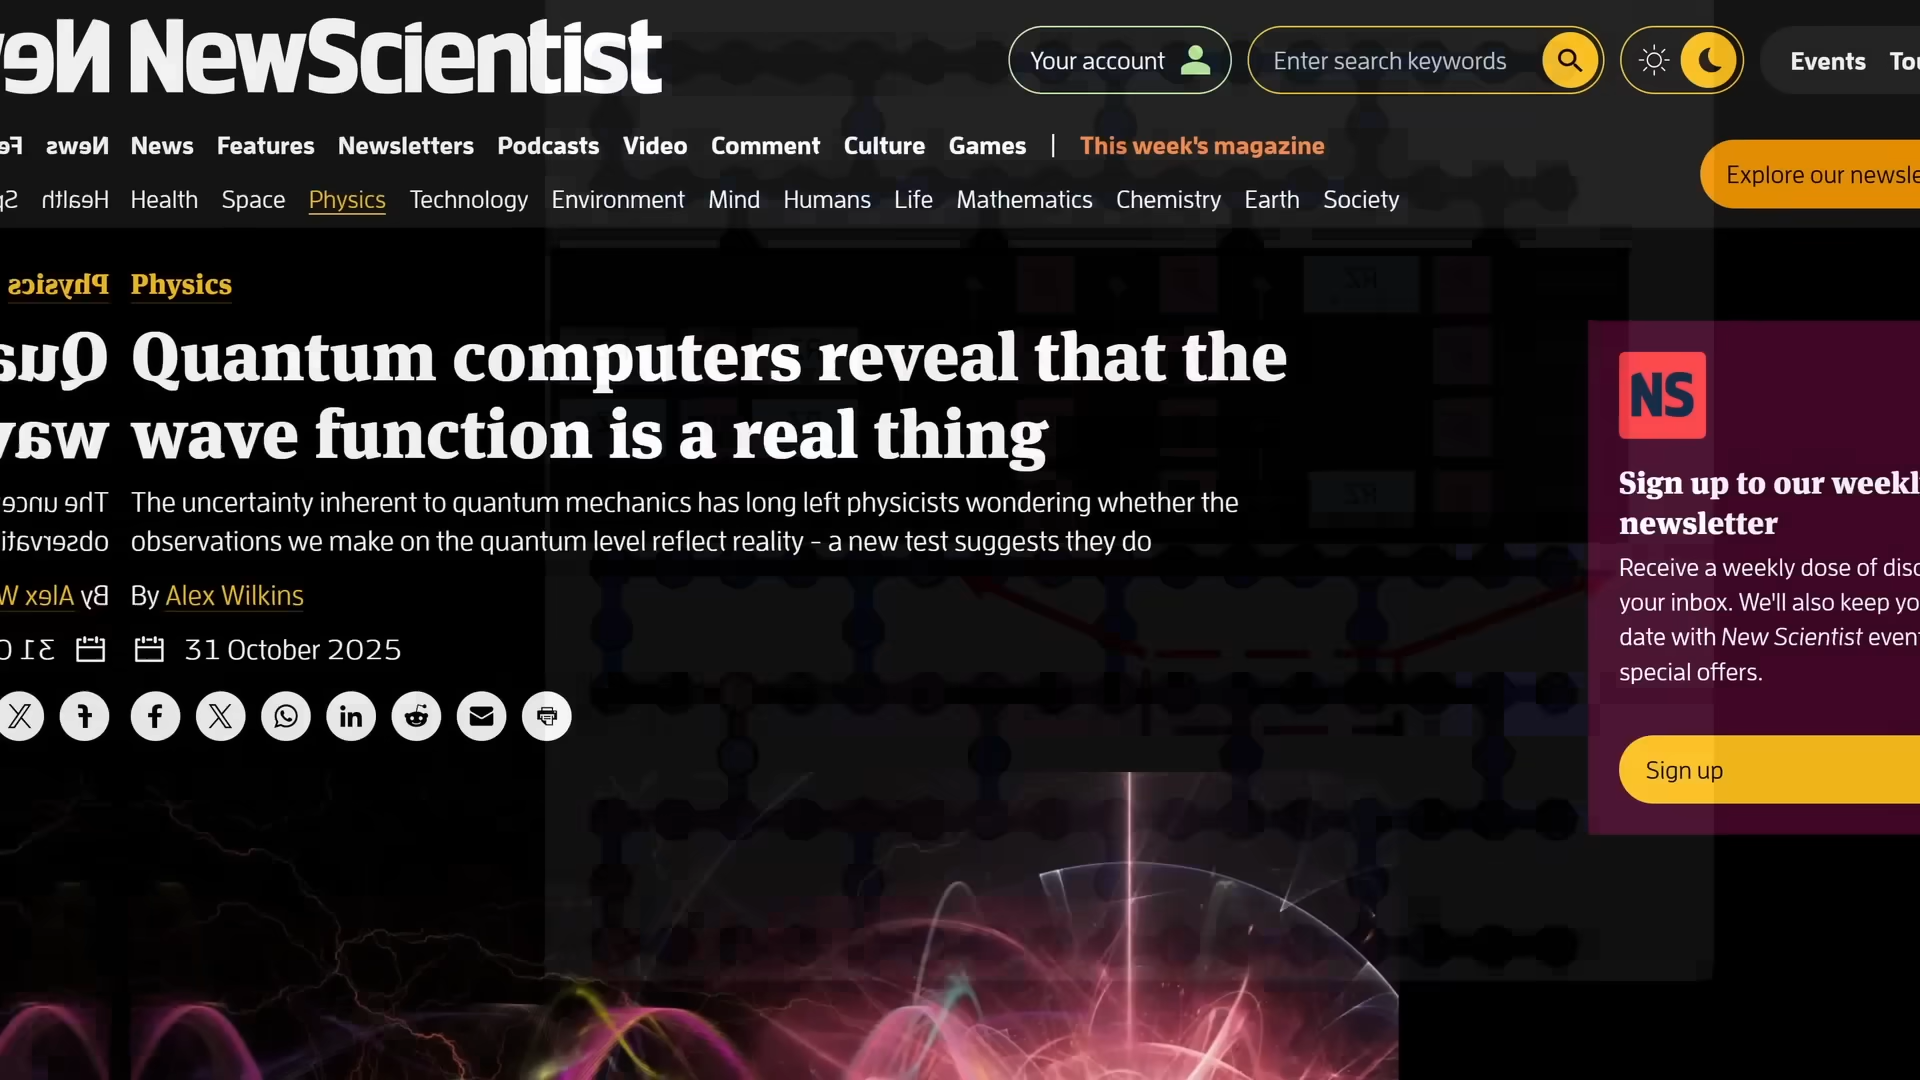 NewScientist
Your account
Enter search keywords
Events
News Features Newsletters Podcasts Video Comment Culture Games | This week's magazine
Explore our newsle
Health Space Physics Technology Environment Mind Humans Life Mathematics Chemistry Earth Society
Physics
Quantum computers reveal that the
wave function is a real thing
The uncertainty inherent to quantum mechanics has long left physicists wondering whether the
observations we make on the quantum level reflect reality – a new test suggests they do
By Alex Wilkins
31 October 2025
NS
Sign up to our weekl
newsletter
Receive a weekly dose of disc
your inbox. We'll also keep yo
date with New Scientist event
special offers.
Sign up